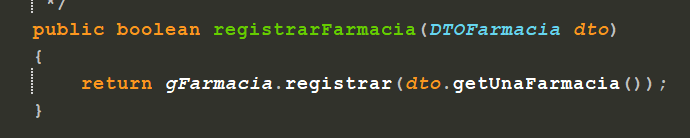 */
public boolean registrarFarmacia(DTOFarmacia dto)
{
return gFarmacia.registrar(dto.getUnaFarmacia());
}